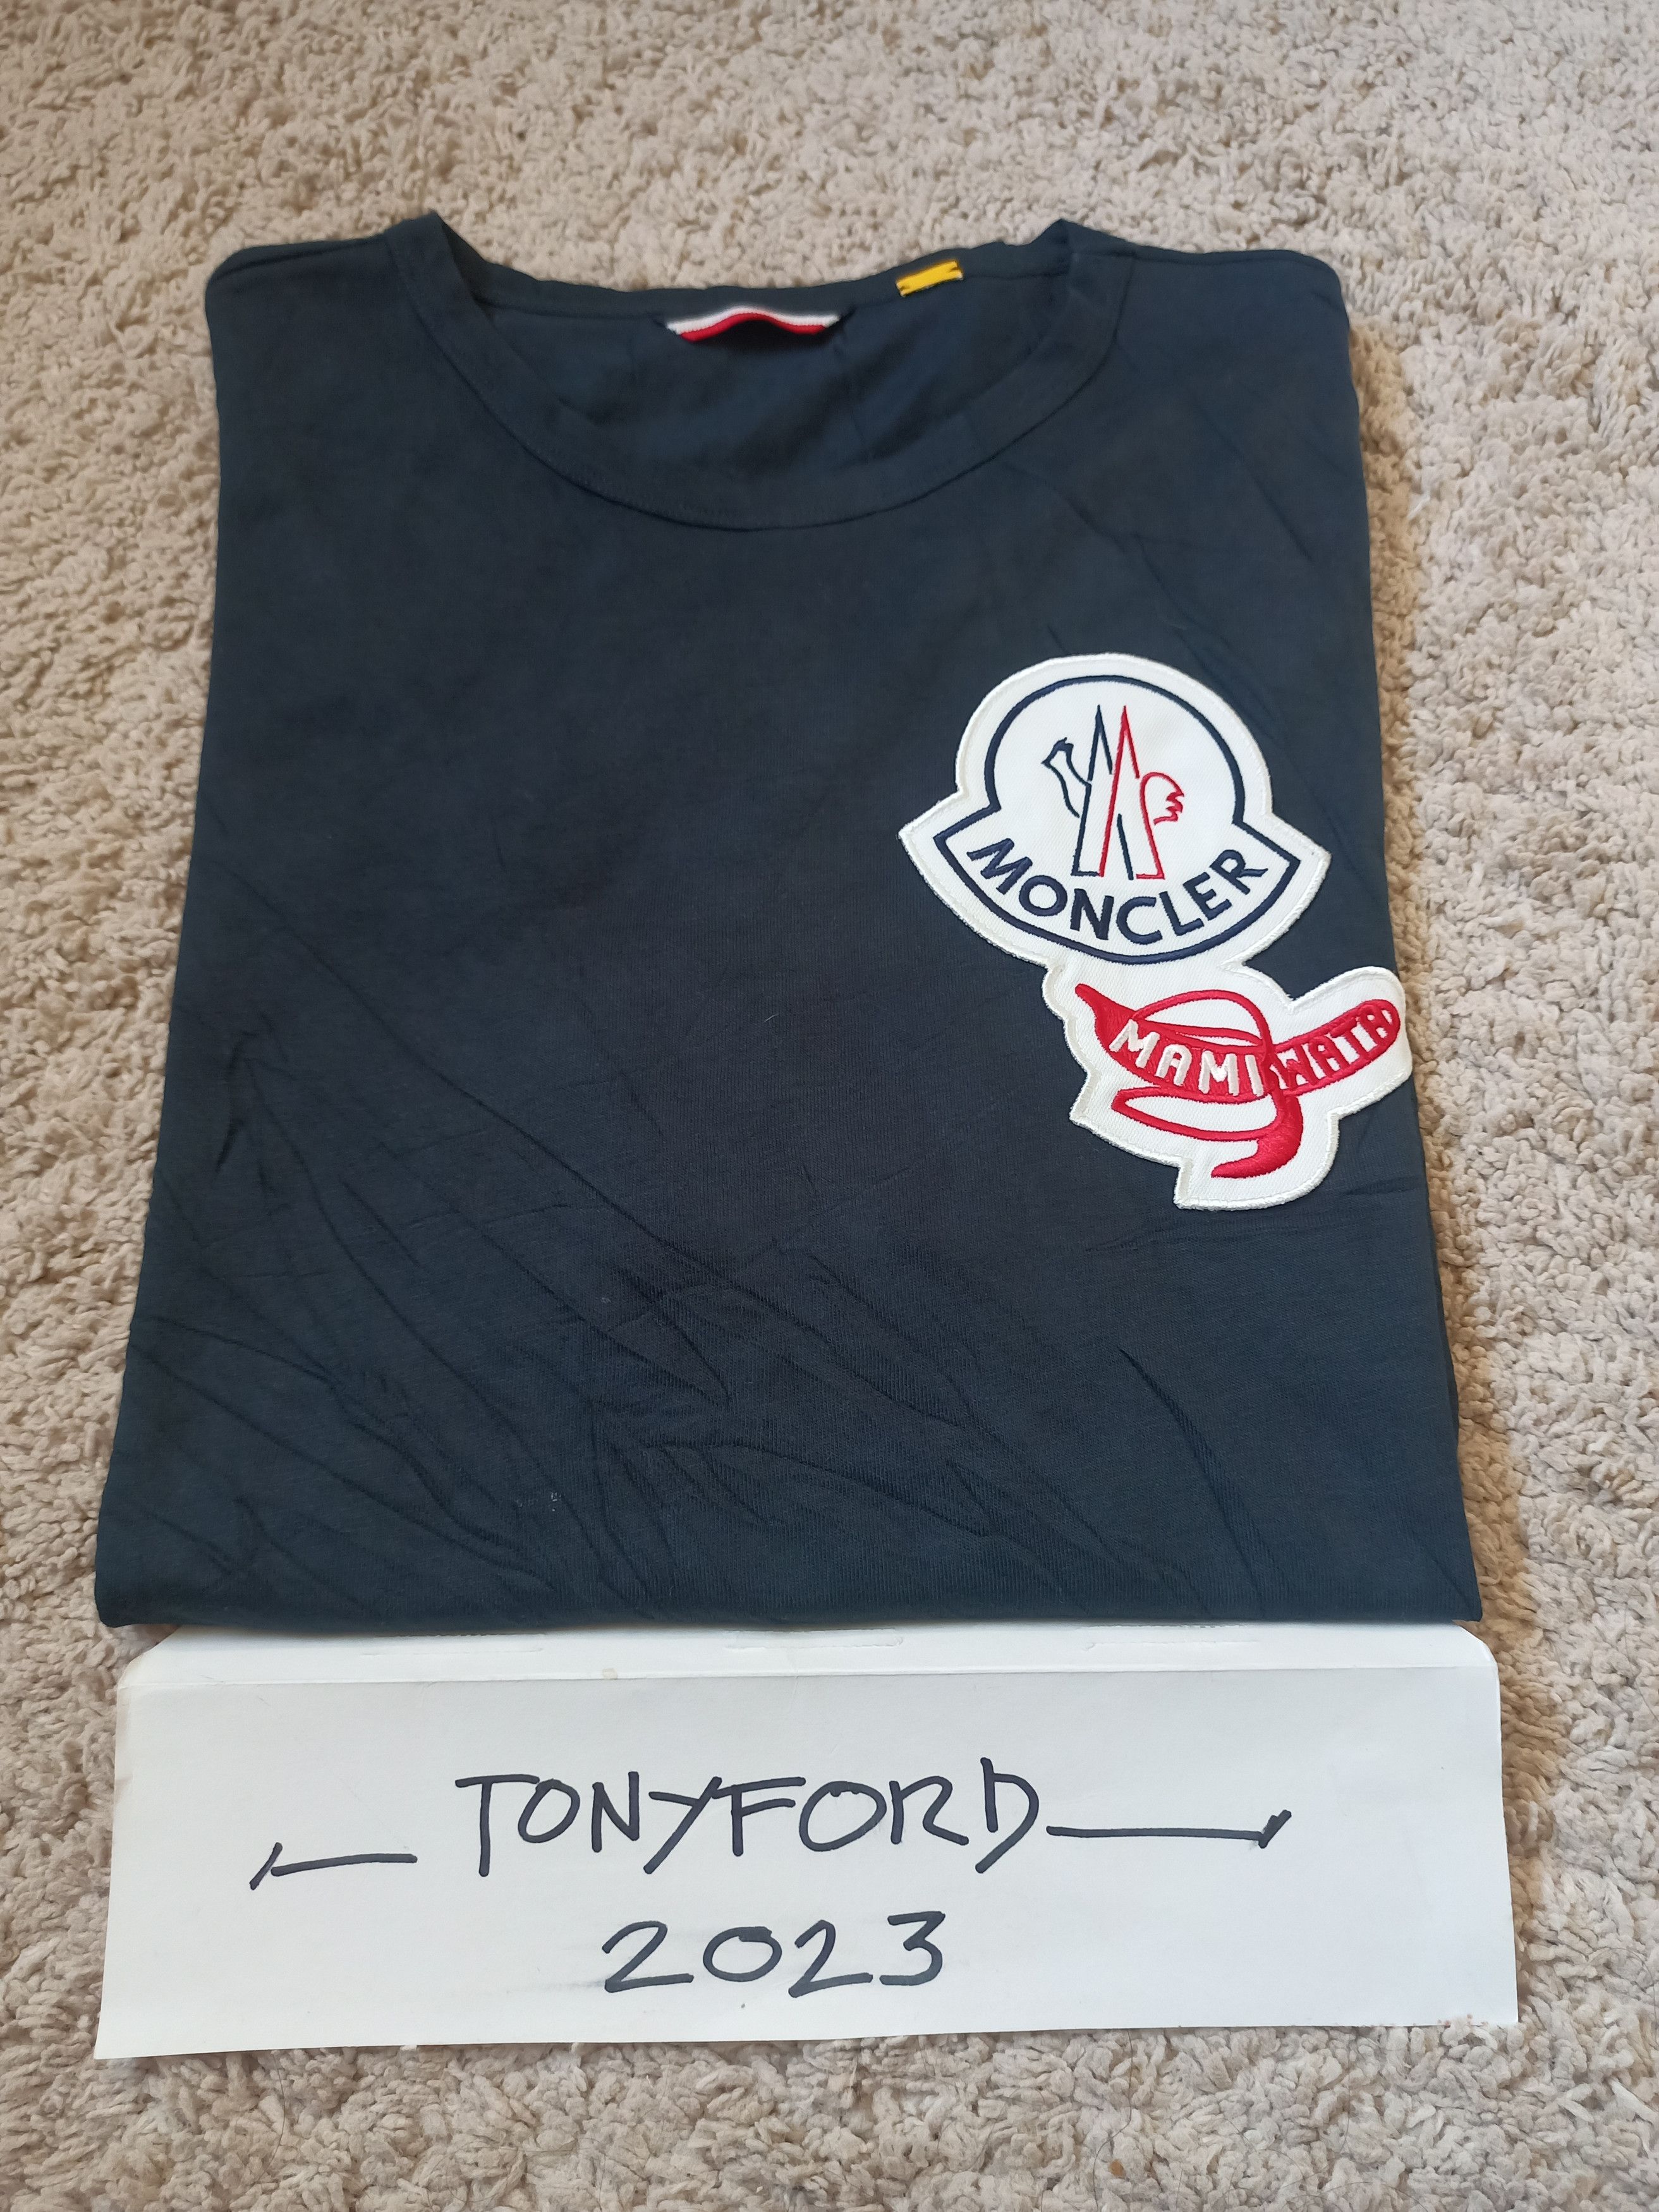 MONCLER
MAMI WATA
TONYFORD
2023